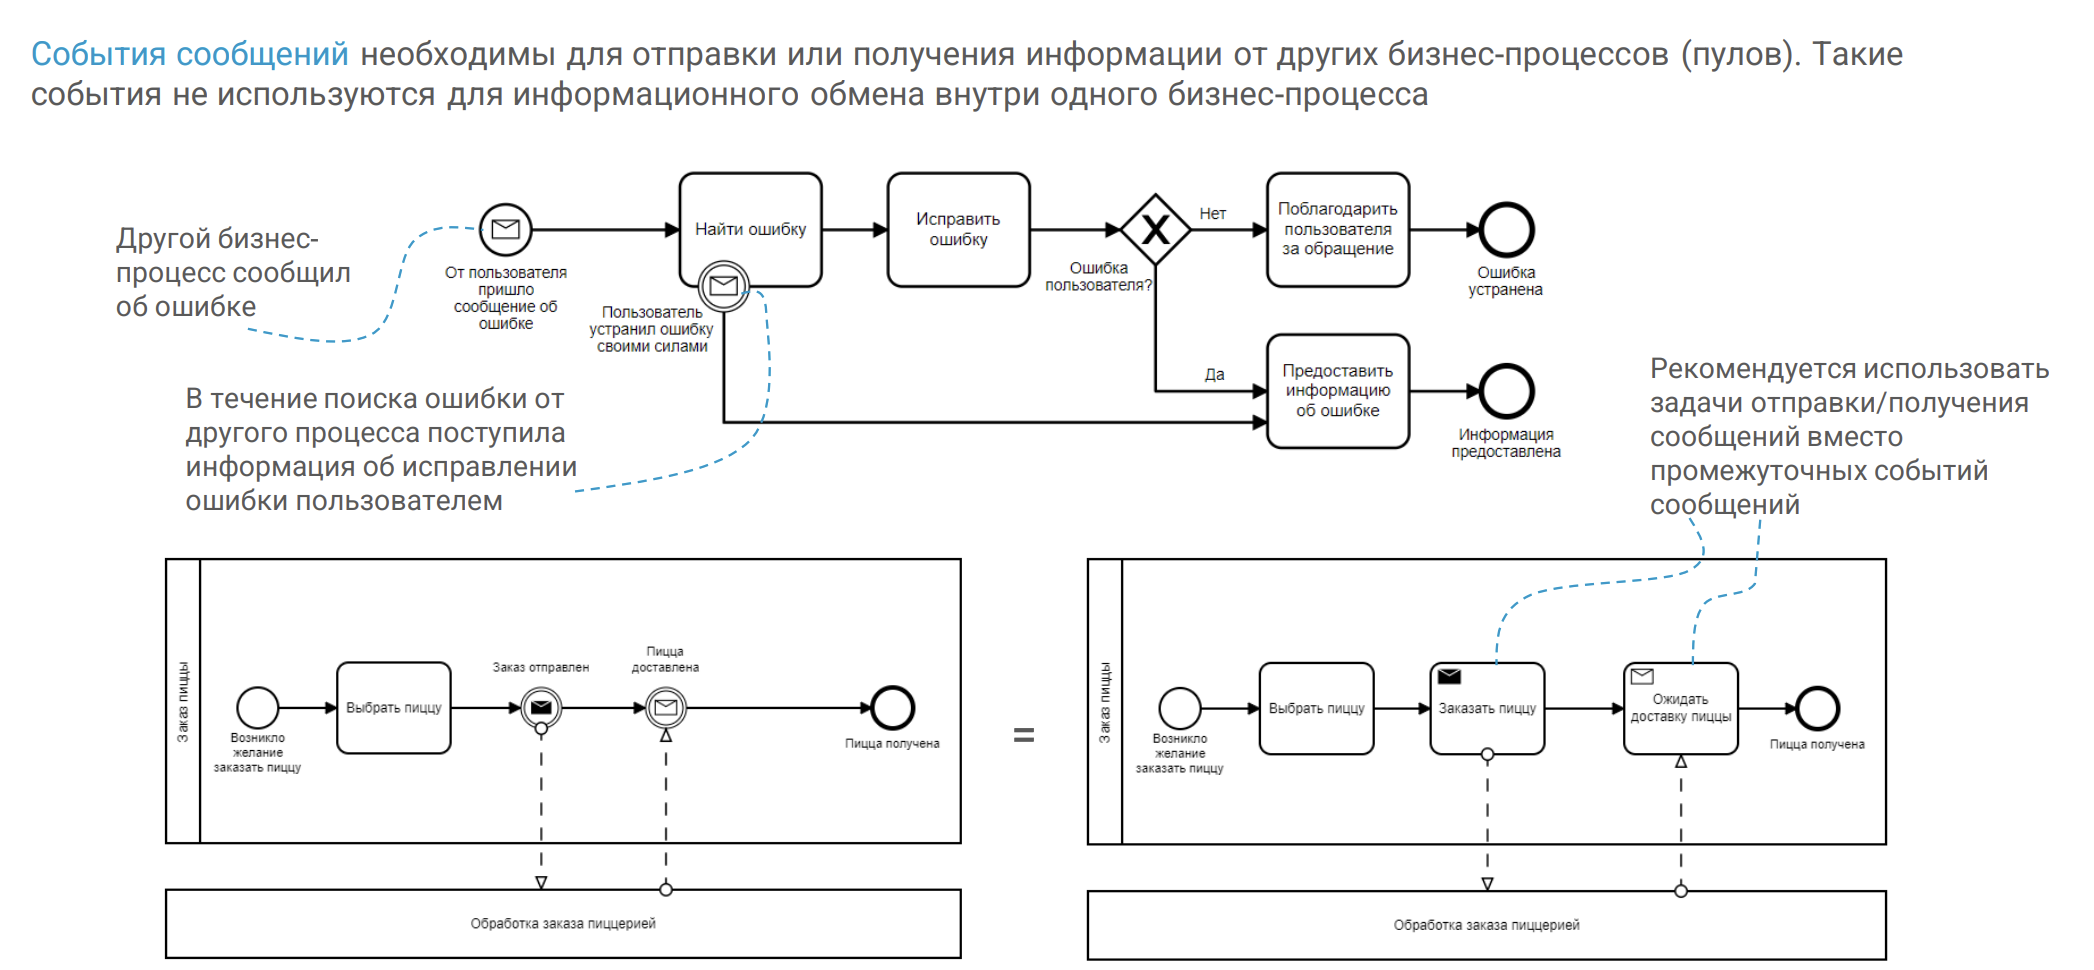 События сообщений необходимы для отправки или получения информации от других бизнес-процессов (пулов). Такие
события не используются для информационного обмена внутри одного бизнес-процесса
Другой бизнес-
процесс сообщил
об ошибке
От пользователя
пришло
сообщение об
ошибке
Найти ошибку
Пользователь
устранил ошибку
своими силами
Исправить
ошибку
X
Ошибка
пользователя?
Нет
Да
Поблагодарить
пользователя
за обращение
Ошибка
устранена
Предоставить
информацию
об ошибке
Информация
предоставлена
В течение поиска ошибки от
другого процесса поступила
информация об исправлении
ошибки пользователем
Рекомендуется использовать
задачи отправки/получения
сообщений вместо
промежуточных событий
сообщений
Заказ пиццы
Возникло
желание
заказать пиццу
Выбрать пиццу
Заказ отправлен
Пицца
доставлена
Пицца получена
Обработка заказа пиццерией
=
Заказ пиццы
Возникло
желание
заказать пиццу
Выбрать пиццу
Заказать пиццу
Ожидать
доставку пиццы
Пицца получена
Обработка заказа пиццерией